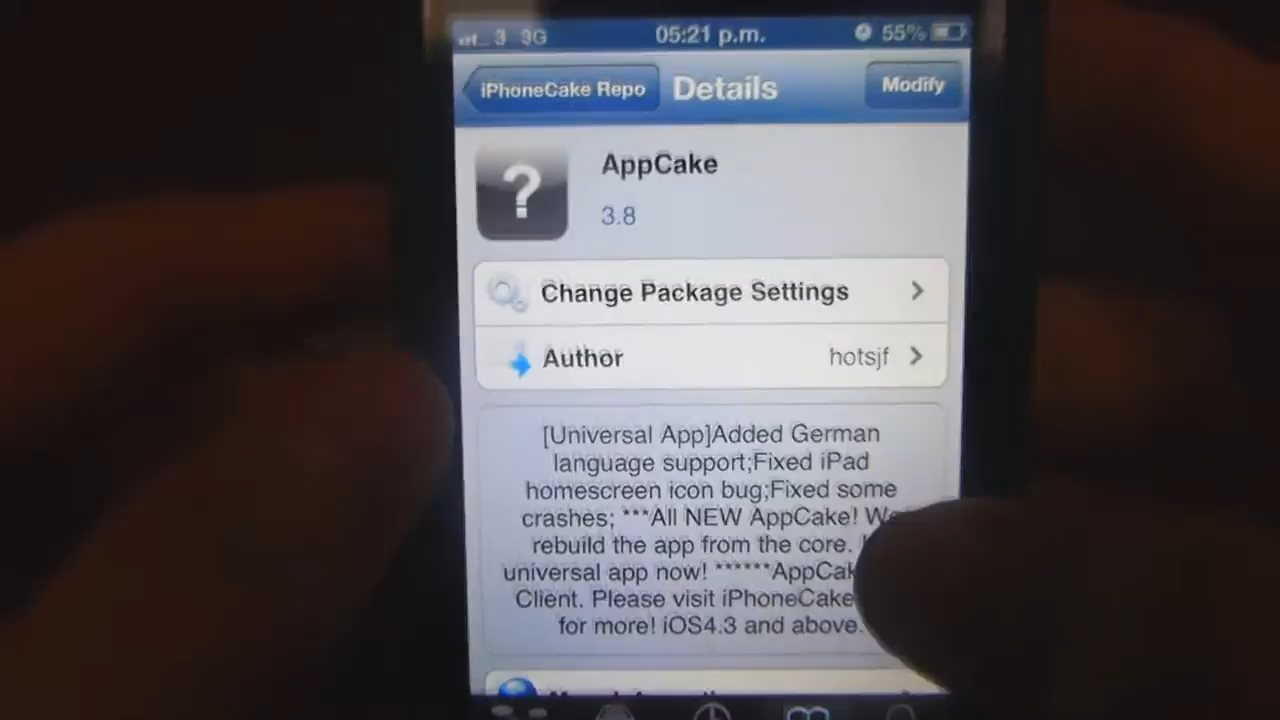 3 3G 05:21 p.m. 55%
iPhoneCake Repo Details Modify
?
AppCake
3.8
Change Package Settings
Author hotsjf
[Universal App]Added German
language support;Fixed iPad
homescreen icon bug;Fixed some
crashes; ***All NEW AppCake! We
rebuild the app from the core.
universal app now! ******AppCak
Client. Please visit iPhoneCake
for more! iOS4.3 and above.